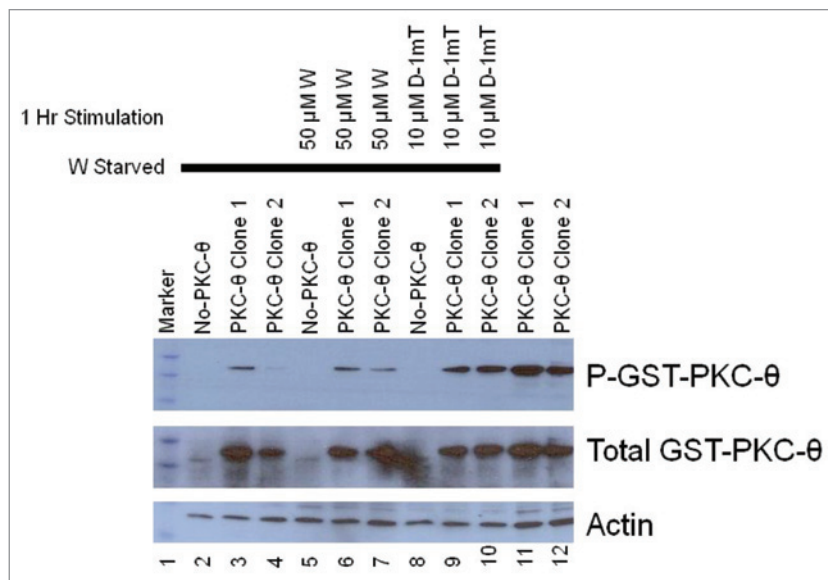 1 Hr Stimulation
50 µM W
50 µM W
50 µM W
10 µM D-1mT
10 µM D-1mT
10 µM D-1mT
W Starved
Marker
No-PKC-θ
PKC-θ Clone 1
PKC-θ Clone 2
No-PKC-θ
PKC-θ Clone 1
PKC-θ Clone 2
No-PKC-θ
PKC-θ Clone 1
PKC-θ Clone 2
PKC-θ Clone 1
PKC-θ Clone 2
P-GST-PKC-θ
Total GST-PKC-θ
Actin
1 2 3 4 5 6 7 8 9 10 11 12